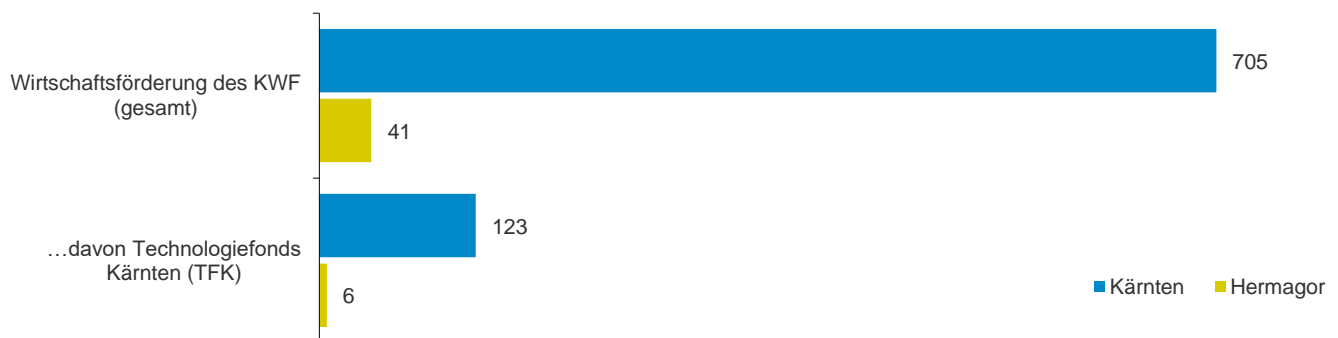 Wirtschaftsförderung des KWF
(gesamt)
705
41
…davon Technologiefonds
Kärnten (TFK)
123
6
Kärnten
Hermagor